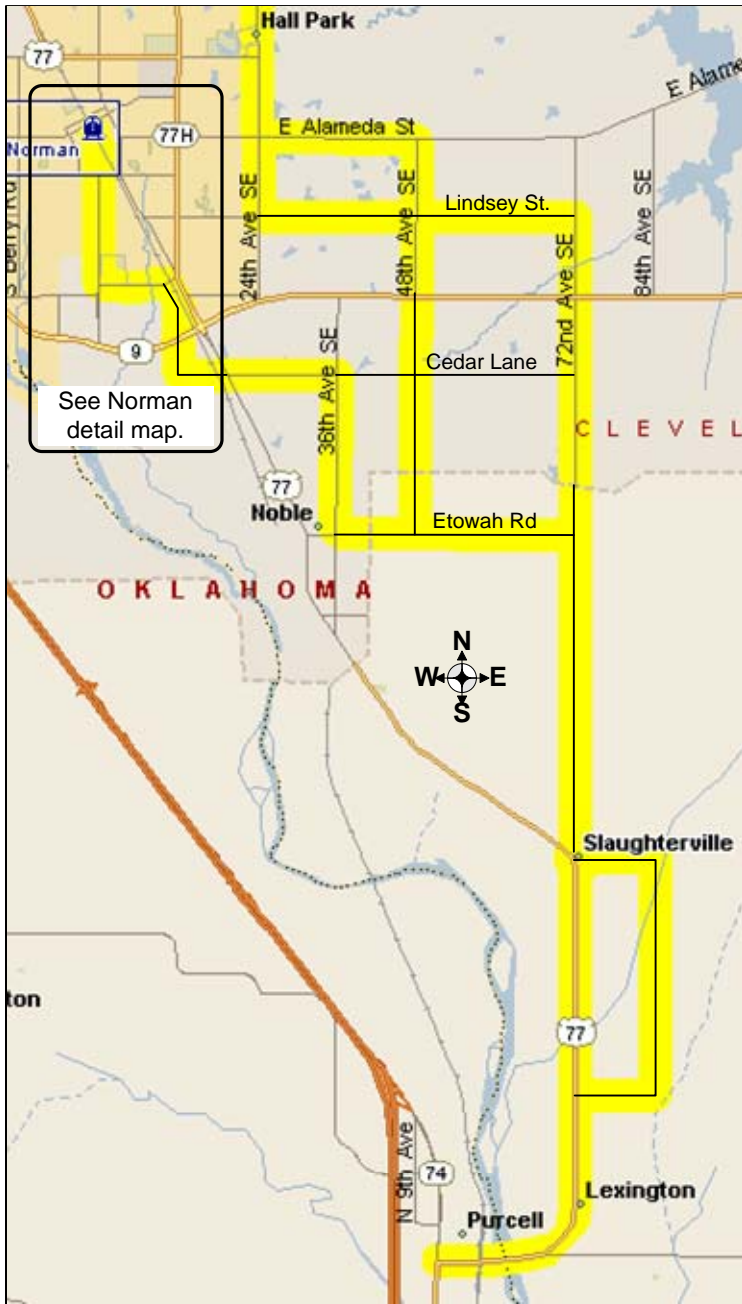 Hall Park
77
E Alame
Norman
77H
E Alameda St
S Berry Rd
24th Ave SE
Lindsey St.
48th Ave SE
72nd Ave SE
84th Ave SE
9
Cedar Lane
36th Ave SE
See Norman
detail map.
CLEVEL
77
Noble
Etowah Rd
OKLAHOMA
N
W E
S
Slaughterville
ton
77
N 9th Ave
74
Lexington
Purcell